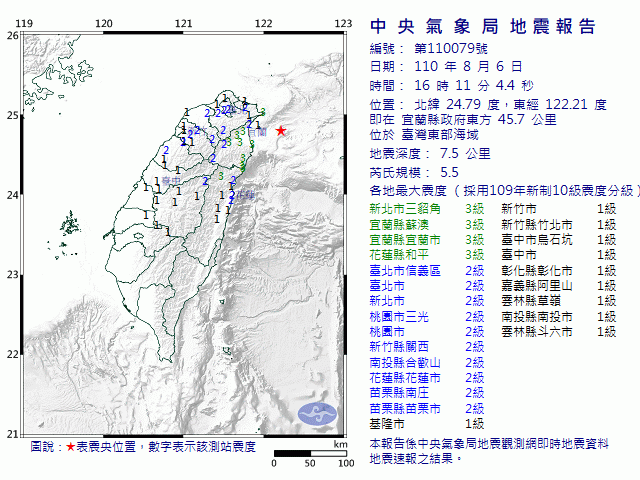 119 120 121 122 123
26
25
24
23
22
21
宜蘭
臺中
花蓮
圖說：★表震央位置，數字表示該測站震度
km
0 50 100
中央氣象局地震報告
編號： 第110079號
日期： 110 年 8 月 6 日
時間： 16 時 11 分 4.4 秒
位置： 北緯 24.79 度，東經 122.21 度
即在 宜蘭縣政府東方 45.7 公里
位於 臺灣東部海域
地震深度： 7.5 公里
芮氏規模： 5.5
各地最大震度（採用109年新制10級震度分級）
新北市三貂角 3級 新竹市 1級
宜蘭縣蘇澳 3級 新竹縣竹北市 1級
宜蘭縣宜蘭市 3級 臺中市烏石坑 1級
花蓮縣和平 3級 臺中市 1級
臺北市信義區 2級 彰化縣彰化市 1級
臺北市 2級 嘉義縣阿里山 1級
新北市 2級 雲林縣草嶺 1級
桃園市三光 2級 南投縣南投市 1級
桃園市 2級 雲林縣斗六市 1級
新竹縣關西 2級
南投縣合歡山 2級
花蓮縣花蓮市 2級
苗栗縣南庄 2級
苗栗縣苗栗市 2級
基隆市 1級
本報告係中央氣象局地震觀測網即時地震資料
地震速報之結果。